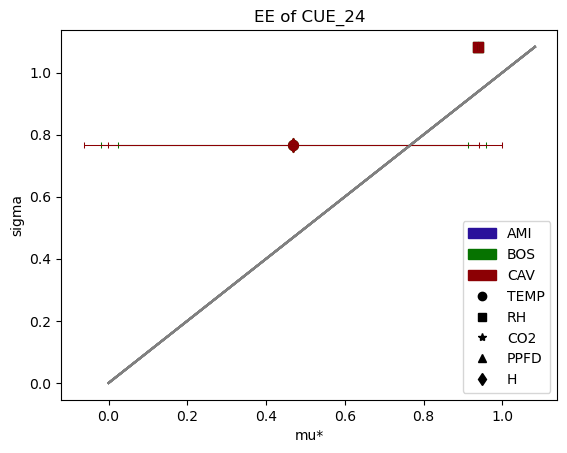 EE of CUE_24
sigma
1.0
0.8
0.6
0.4
0.2
0.0
0.0 0.2 0.4 0.6 0.8 1.0
mu*
AMI
BOS
CAV
TEMP
RH
CO2
PPFD
H